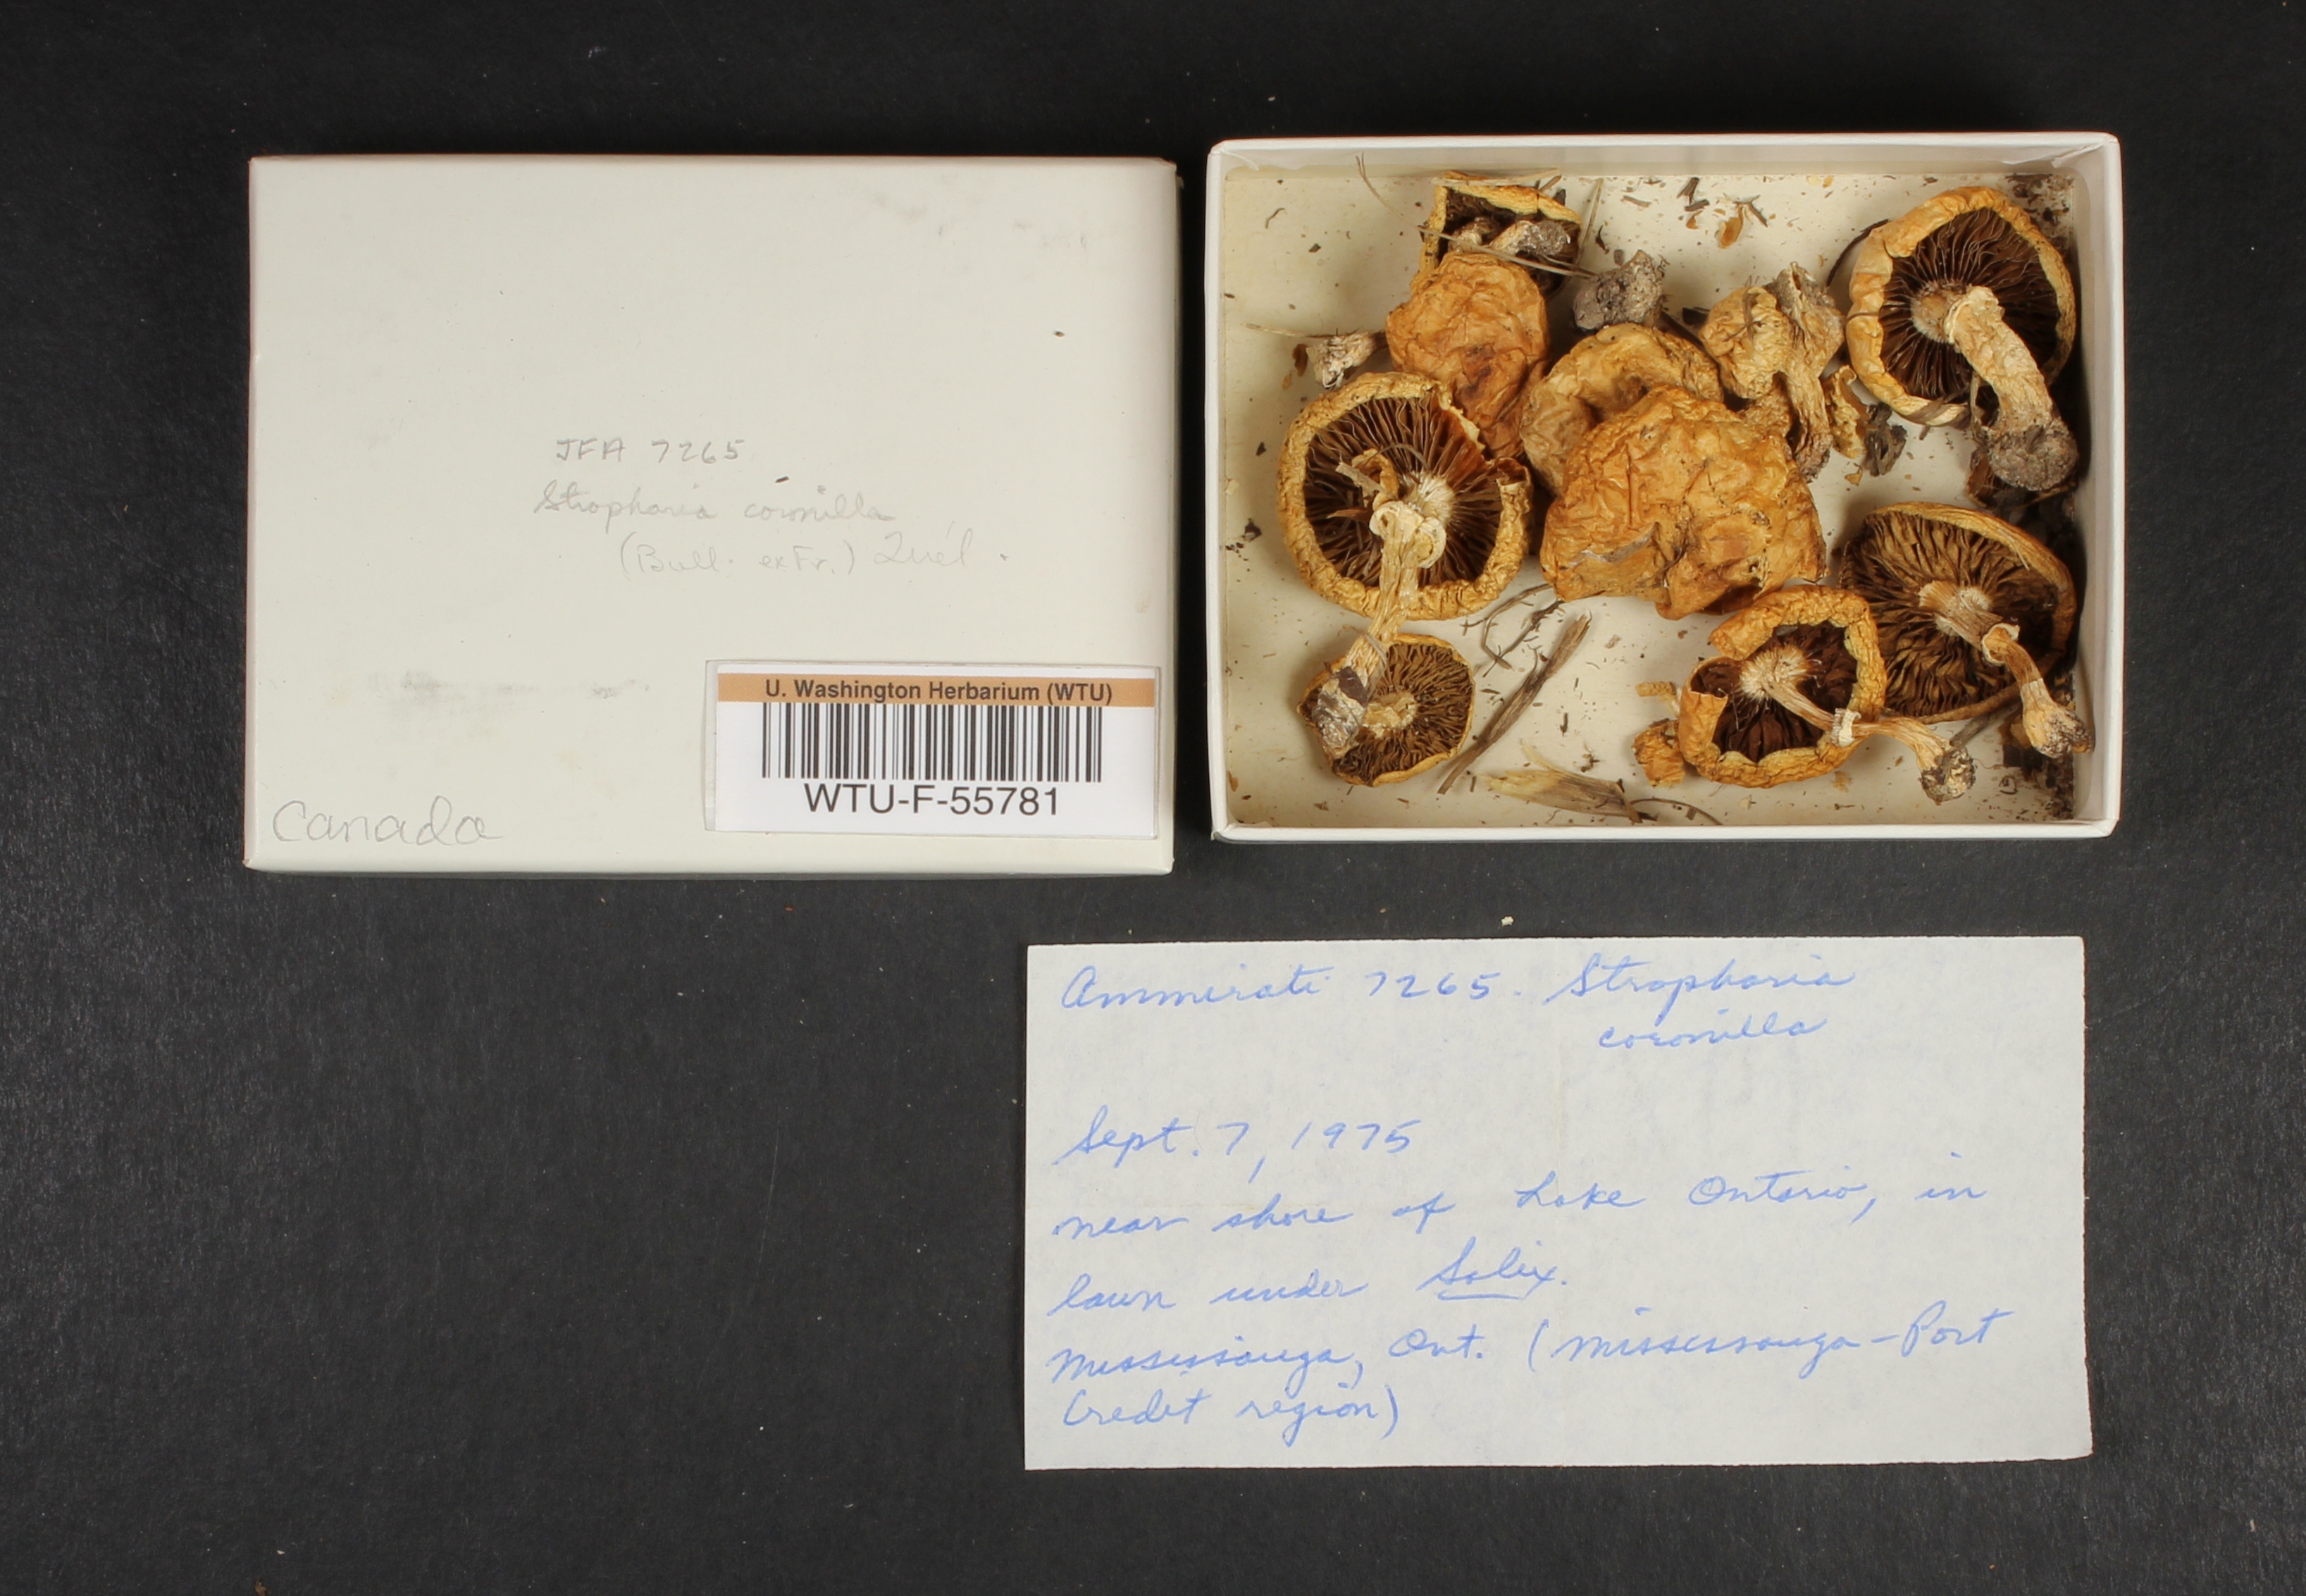 JFA 7265
Stropharia coronilla
(Bull. ex Fr.) Quél.
U. Washington Herbarium (WTU)
WTU-F-55781
Canada
Ammirati 7265. Stropharia
coronilla
Sept. 7, 1975
near shore of Lake Ontario, in
lawn under Salix.
Mississauga, Ont. (Mississauga-Port
Credit region)